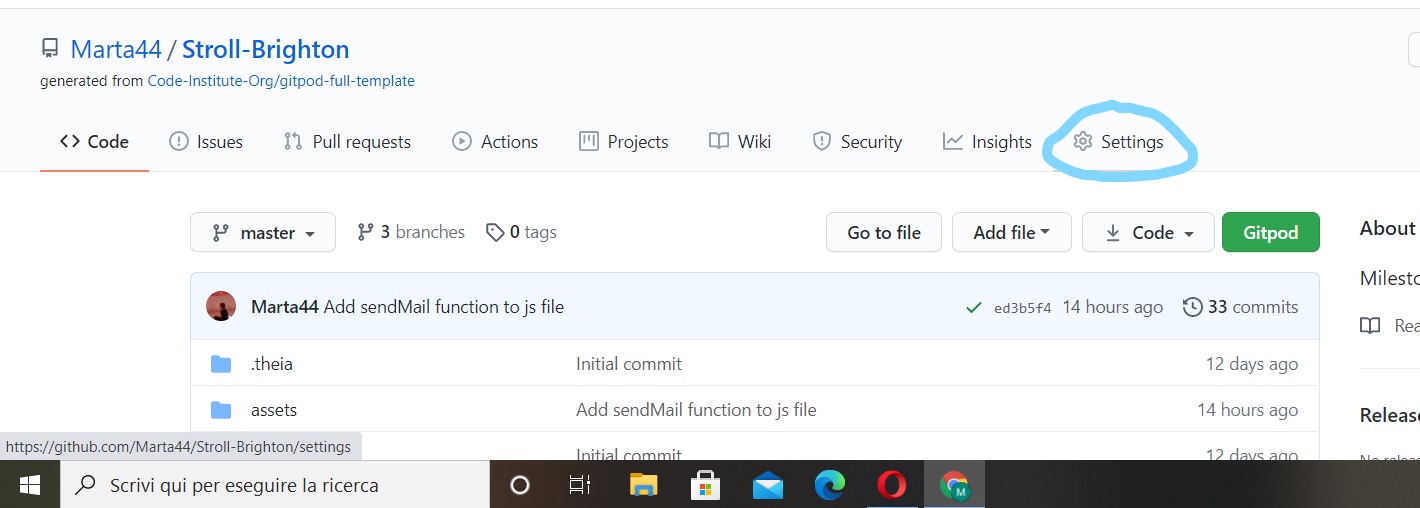 Marta44 / Stroll-Brighton
generated from Code-Institute-Org/gitpod-full-template
Code Issues Pull requests Actions Projects Wiki Security Insights Settings
master 3 branches 0 tags Go to file Add file Code Gitpod
About
Marta44 Add sendMail function to js file ed3b5f4 14 hours ago 33 commits
.theia Initial commit 12 days ago
assets Add sendMail function to js file 14 hours ago
Initial commit 12 days ago
https://github.com/Marta44/Stroll-Brighton/settings
Scrivi qui per eseguire la ricerca
M